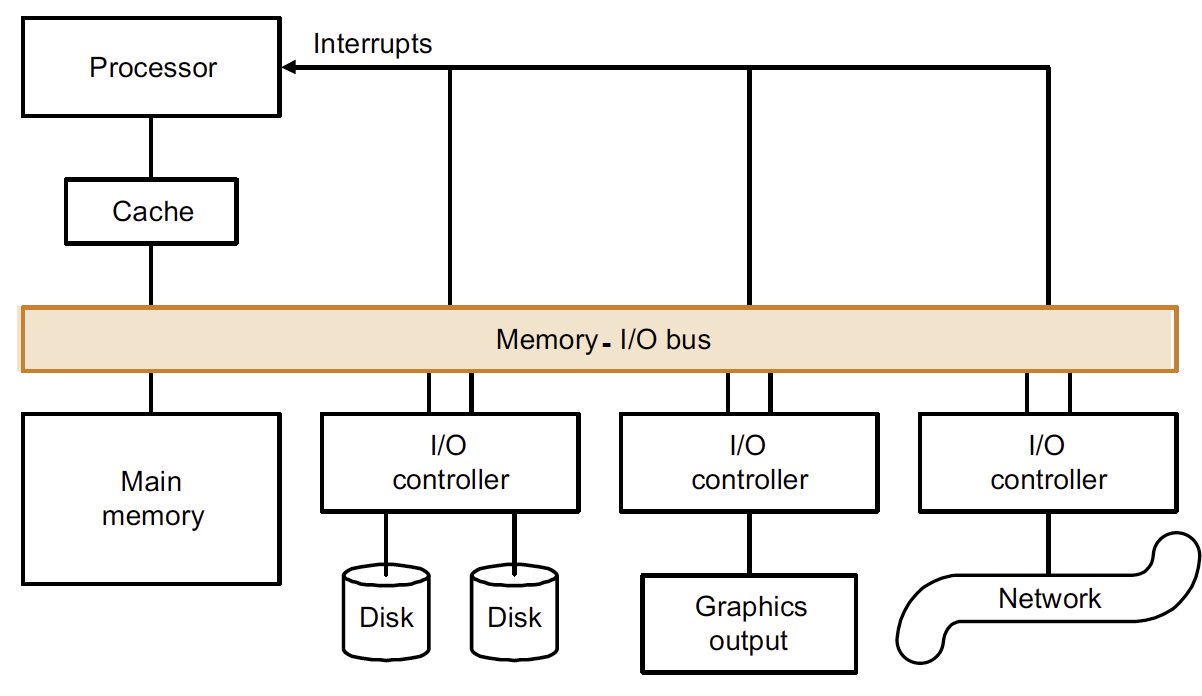 Processor
Interrupts
Cache
Memory - I/O bus
Main
memory
I/O
controller
I/O
controller
I/O
controller
Disk
Disk
Graphics
output
Network